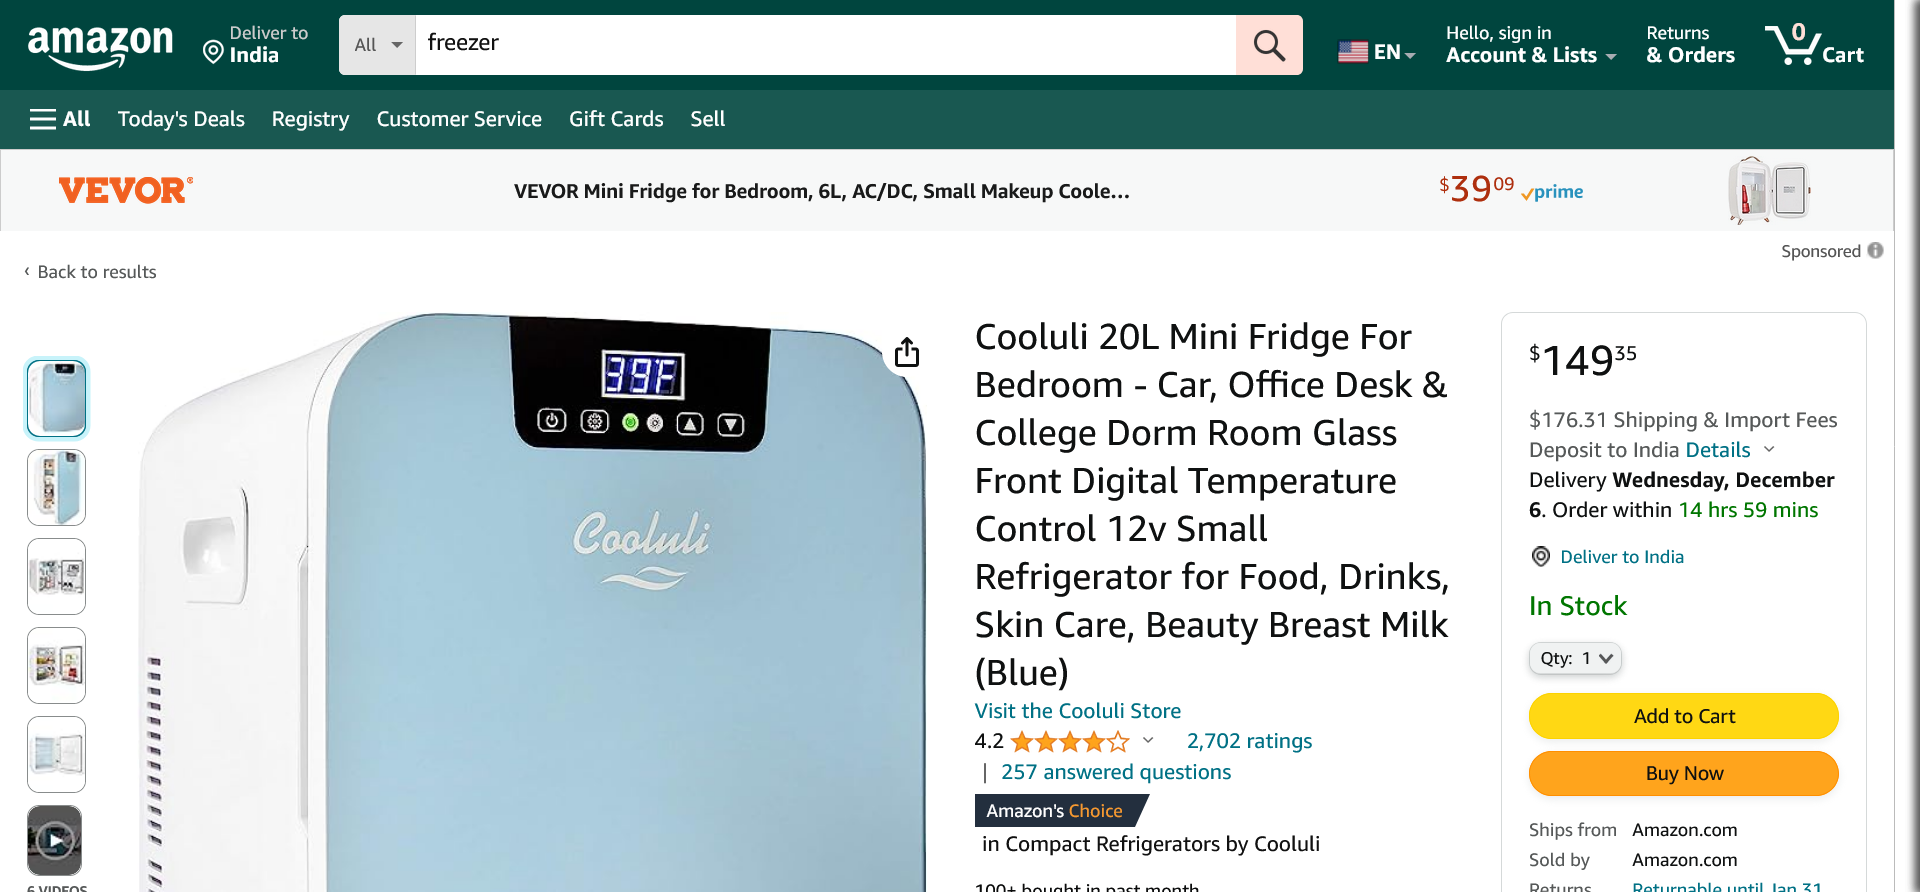 amazon
Deliver to
India
All
freezer
EN
Hello, sign in
Account & Lists
Returns
& Orders
0
Cart
All
Today's Deals
Registry
Customer Service
Gift Cards
Sell
VEVOR
VEVOR Mini Fridge for Bedroom, 6L, AC/DC, Small Makeup Coole...
$39 09
prime
Sponsored
‹ Back to results
39F
Cooluli
6 VIDEOS
Cooluli 20L Mini Fridge For
Bedroom - Car, Office Desk &
College Dorm Room Glass
Front Digital Temperature
Control 12v Small
Refrigerator for Food, Drinks,
Skin Care, Beauty Breast Milk
(Blue)
Visit the Cooluli Store
4.2
2,702 ratings
| 257 answered questions
Amazon's Choice
in Compact Refrigerators by Cooluli
100+ bought in past month
$149 35
$176.31 Shipping & Import Fees
Deposit to India Details
Delivery Wednesday, December
6. Order within 14 hrs 59 mins
Deliver to India
In Stock
Qty: 1
Add to Cart
Buy Now
Ships from Amazon.com
Sold by Amazon.com
Returns Returnable until Jan 31